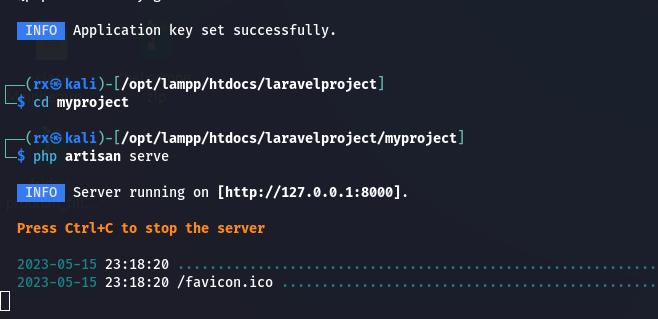 INFO Application key set successfully.
(rx㉿kali)-[/opt/lampp/htdocs/laravelproject]
$ cd myproject
(rx㉿kali)-[/opt/lampp/htdocs/laravelproject/myproject]
$ php artisan serve
INFO Server running on [http://127.0.0.1:8000].
Press Ctrl+C to stop the server
2023-05-15 23:18:20 ...........................................................
2023-05-15 23:18:20 /favicon.ico ..............................................